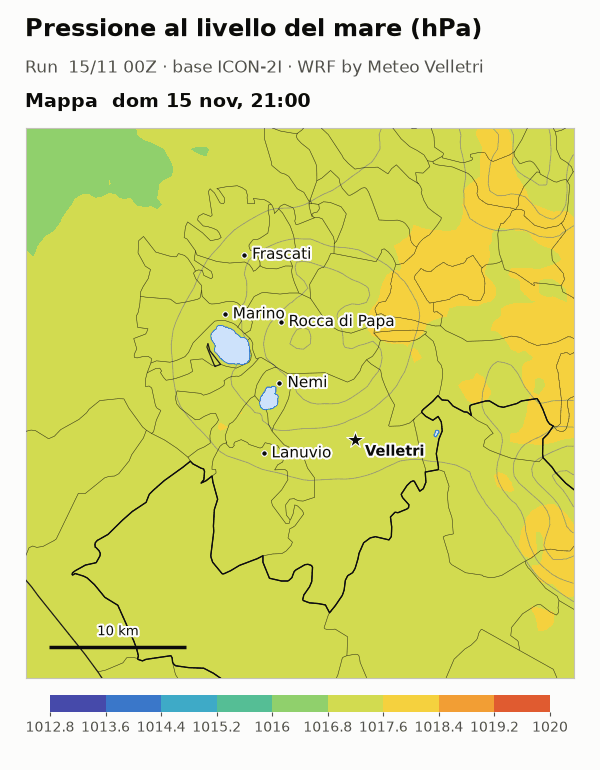 Pressione al livello del mare (hPa)
Run  15/11 00Z · base ICON-2I · WRF by Meteo Velletri
Mappa  dom 15 nov, 21:00
Frascati
Marino
Rocca di Papa
Nemi
Velletri
Lanuvio
10 km
1012.8 1013.6 1014.4 1015.2 1016 1016.8 1017.6 1018.4 1019.2 1020